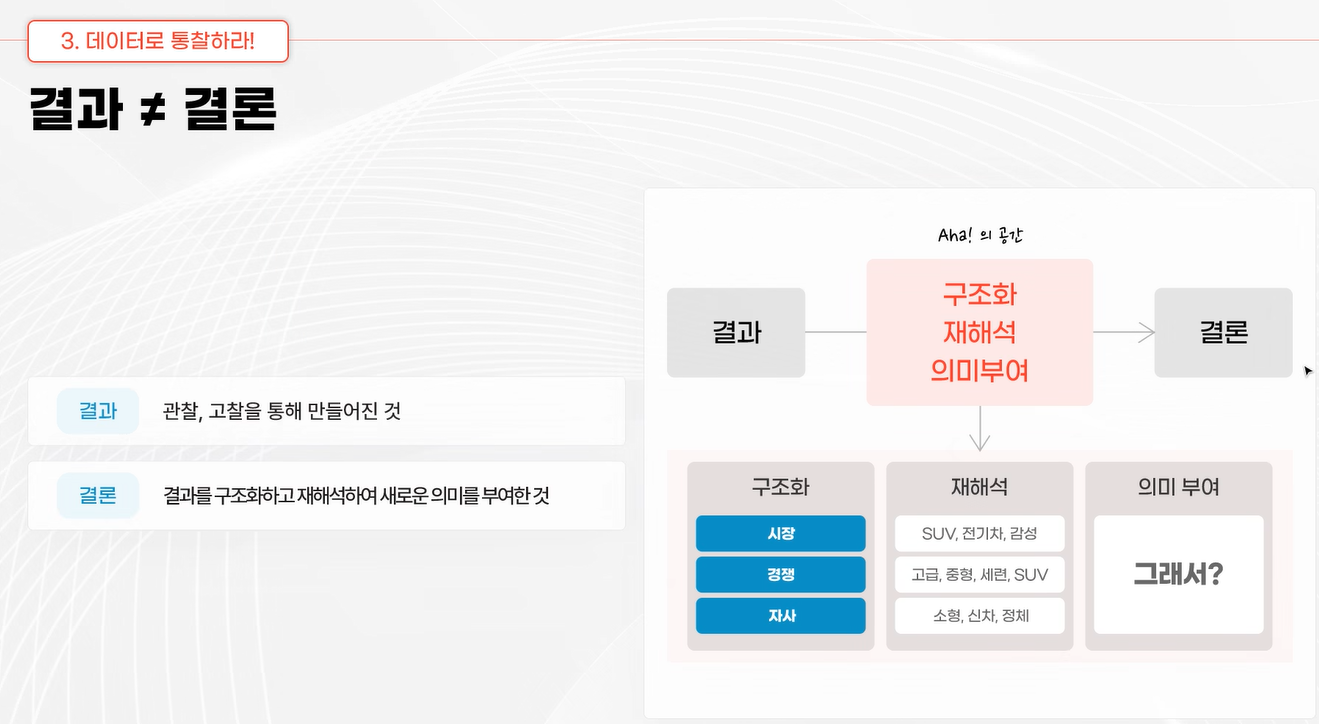 3. 데이터로 통찰하라!
결과 ≠ 결론
결과
관찰, 고찰을 통해 만들어진 것
결론
결과를 구조화하고 재해석하여 새로운 의미를 부여한 것
Aha! 의 공간
결과
구조화
재해석
의미부여
결론
구조화
시장
경쟁
자사
재해석
SUV, 전기차, 감성
고급, 중형, 세련, SUV
소형, 신차, 정체
의미 부여
그래서?